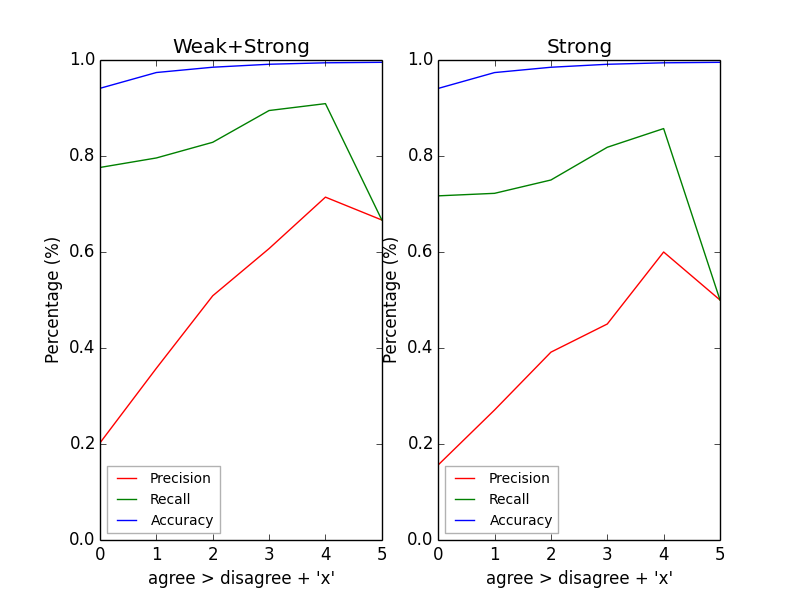 Weak+Strong
Percentage (%)
1.0
0.8
0.6
0.4
0.2
0.0
Precision
Recall
Accuracy
0 1 2 3 4 5
agree > disagree + 'x'
Strong
Percentage (%)
1.0
0.8
0.6
0.4
0.2
0.0
Precision
Recall
Accuracy
0 1 2 3 4 5
agree > disagree + 'x'